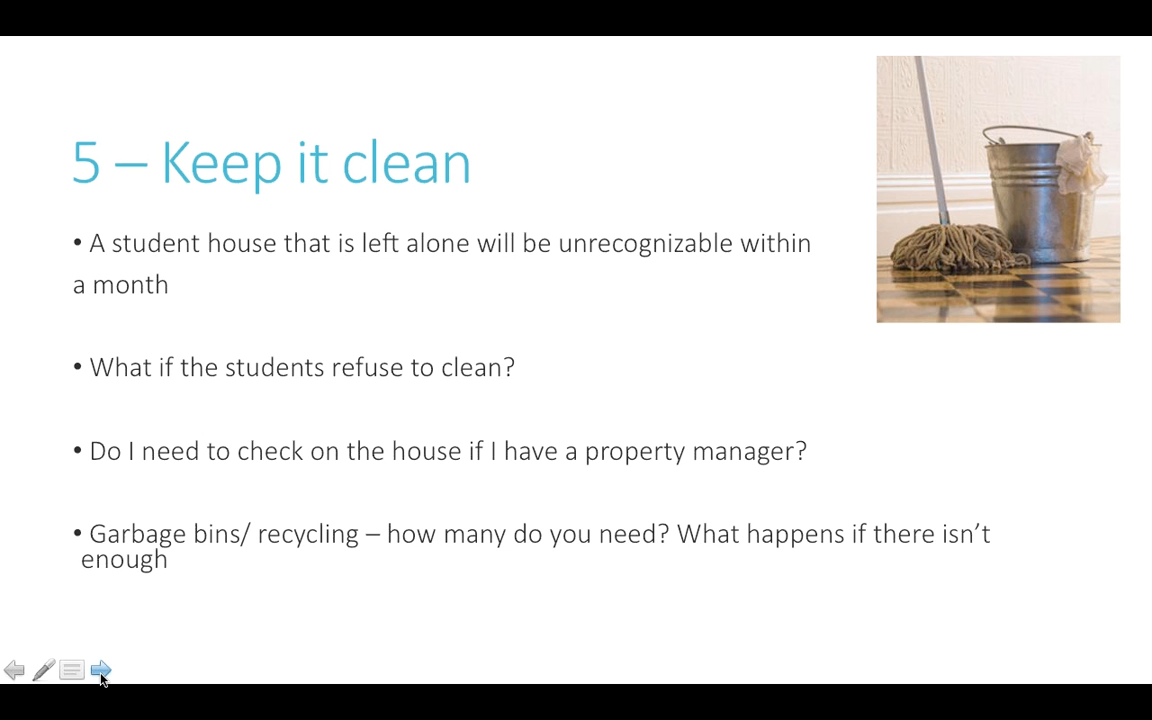 5 – Keep it clean
• A student house that is left alone will be unrecognizable within
a month
• What if the students refuse to clean?
• Do I need to check on the house if I have a property manager?
• Garbage bins/ recycling – how many do you need? What happens if there isn’t
enough